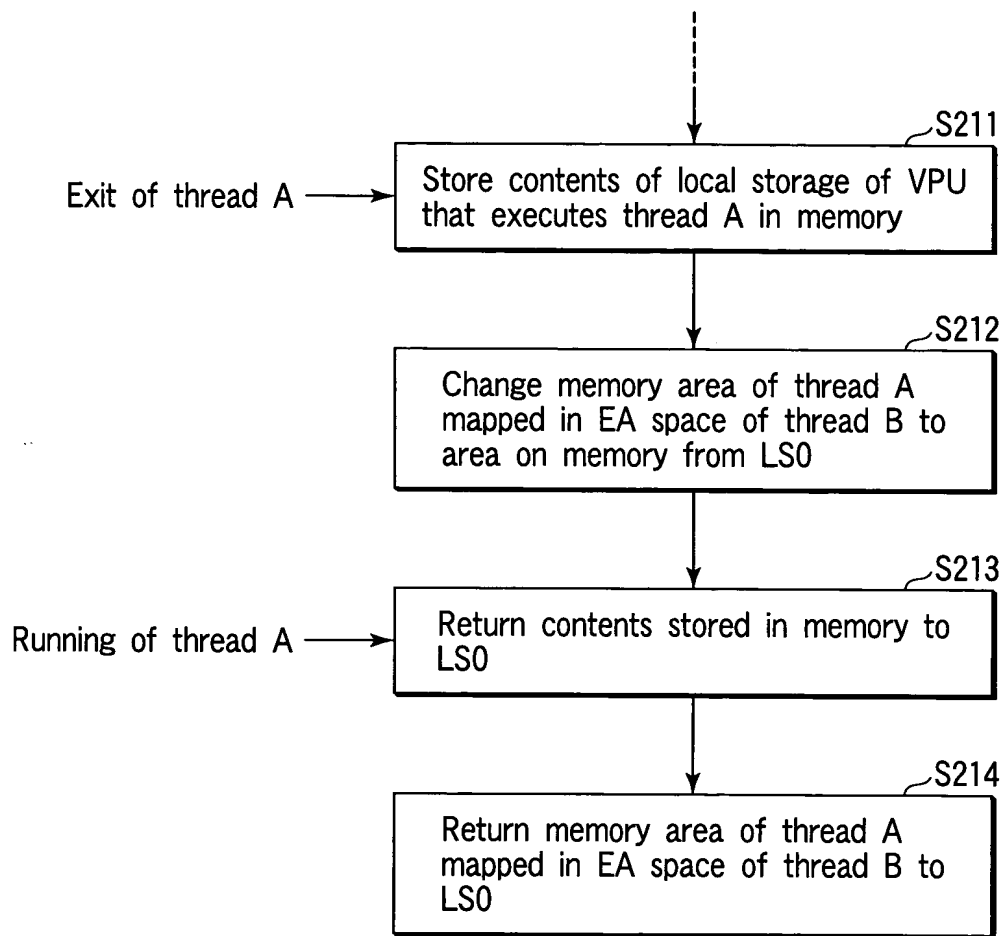 S211
Exit of thread A
Store contents of local storage of VPU
that executes thread A in memory
S212
Change memory area of thread A
mapped in EA space of thread B to
area on memory from LS0
S213
Running of thread A
Return contents stored in memory to
LS0
S214
Return memory area of thread A
mapped in EA space of thread B to
LS0